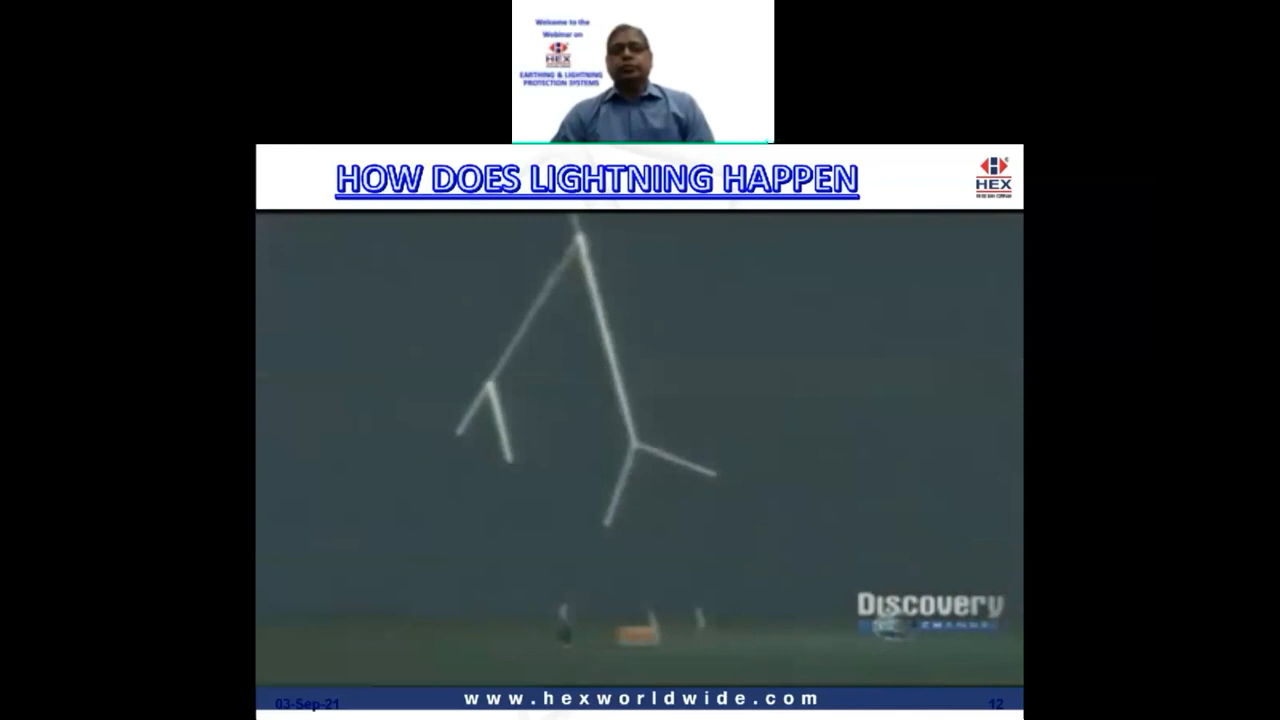 Welcome to the
Webinar on
HEX
EARTHING & LIGHTNING
PROTECTION SYSTEMS
HOW DOES LIGHTNING HAPPEN
HEX
Discovery
CHANNEL
03-Sep-21
www.hexworldwide.com
12